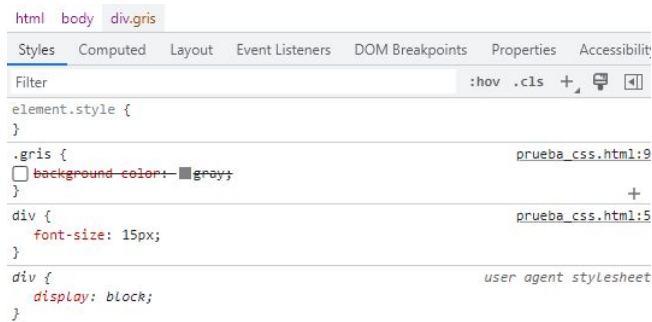 html body div.gris
Styles Computed Layout Event Listeners DOM Breakpoints Properties Accessibility
Filter :hov .cls +
element.style {
}
.gris { prueba_css.html:9
background-color: gray;
} +
div { prueba_css.html:5
font-size: 15px;
}
div { user agent stylesheet
display: block;
}